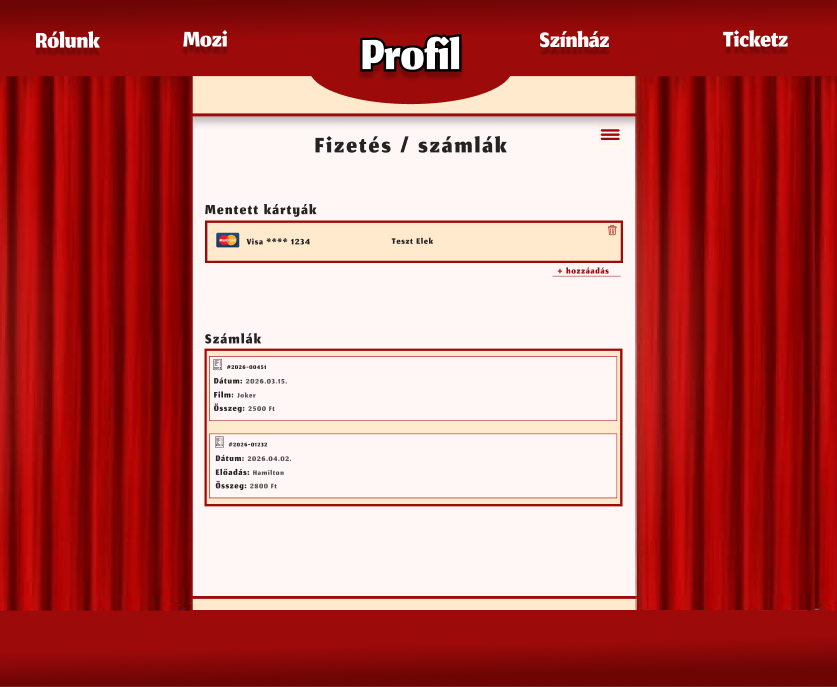 Rólunk
Mozi
Profil
Színház
Ticketz
Fizetés / számlák
Mentett kártyák
Visa **** 1234
Teszt Elek
+ hozzáadás
Számlák
#2026-00451
Dátum: 2026.03.15.
Film: Joker
Összeg: 2500 Ft
#2026-01232
Dátum: 2026.04.02.
Előadás: Hamilton
Összeg: 2800 Ft